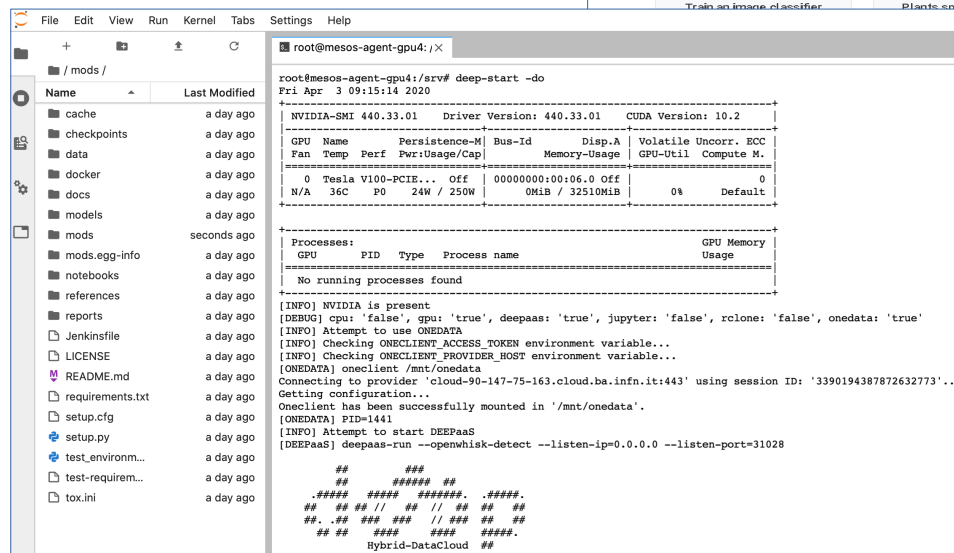 Train an image classifier
File Edit View Run Kernel Tabs Settings Help
root@mesos-agent-gpu4: /
/ mods /
Name Last Modified
cache a day ago
checkpoints a day ago
data a day ago
docker a day ago
docs a day ago
models a day ago
mods seconds ago
mods.egg-info a day ago
notebooks a day ago
references a day ago
reports a day ago
Jenkinsfile a day ago
LICENSE a day ago
README.md a day ago
requirements.txt a day ago
setup.cfg a day ago
setup.py a day ago
test_environm... a day ago
test-requirem... a day ago
tox.ini a day ago
root@mesos-agent-gpu4:/srv# deep-start -do
Fri Apr 3 09:15:14 2020
+-----------------------------------------------------------------------------+
| NVIDIA-SMI 440.33.01 Driver Version: 440.33.01 CUDA Version: 10.2 |
|-------------------------------+----------------------+----------------------+
| GPU Name Persistence-M| Bus-Id Disp.A | Volatile Uncorr. ECC |
| Fan Temp Perf Pwr:Usage/Cap| Memory-Usage | GPU-Util Compute M. |
|===============================+======================+======================|
| 0 Tesla V100-PCIE... Off | 00000000:00:06.0 Off | 0 |
| N/A 36C P0 24W / 250W | 0MiB / 32510MiB | 0% Default |
+-------------------------------+----------------------+----------------------+
+-----------------------------------------------------------------------------+
| Processes: GPU Memory |
| GPU PID Type Process name Usage |
|=============================================================================|
| No running processes found |
+-----------------------------------------------------------------------------+
[INFO] NVIDIA is present
[DEBUG] cpu: 'false', gpu: 'true', deepaas: 'true', jupyter: 'false', rclone: 'false', onedata: 'true'
[INFO] Attempt to use ONEDATA
[INFO] Checking ONECLIENT_ACCESS_TOKEN environment variable...
[INFO] Checking ONECLIENT_PROVIDER_HOST environment variable...
[ONEDATA] oneclient /mnt/onedata
Connecting to provider 'cloud-90-147-75-163.cloud.ba.infn.it:443' using session ID: '3390194387872632773'..
Getting configuration...
Oneclient has been successfully mounted in '/mnt/onedata'.
[ONEDATA] PID=1441
[INFO] Attempt to start DEEPaaS
[DEEPaaS] deepaas-run --openwhisk-detect --listen-ip=0.0.0.0 --listen-port=31028
## ###
## ###### ##
.##### ##### #######. .#####.
## ## ## // ## // ## ## ##
##. .## ### ### // ### ## ##
## ## #### #### #####.
Hybrid-DataCloud ##